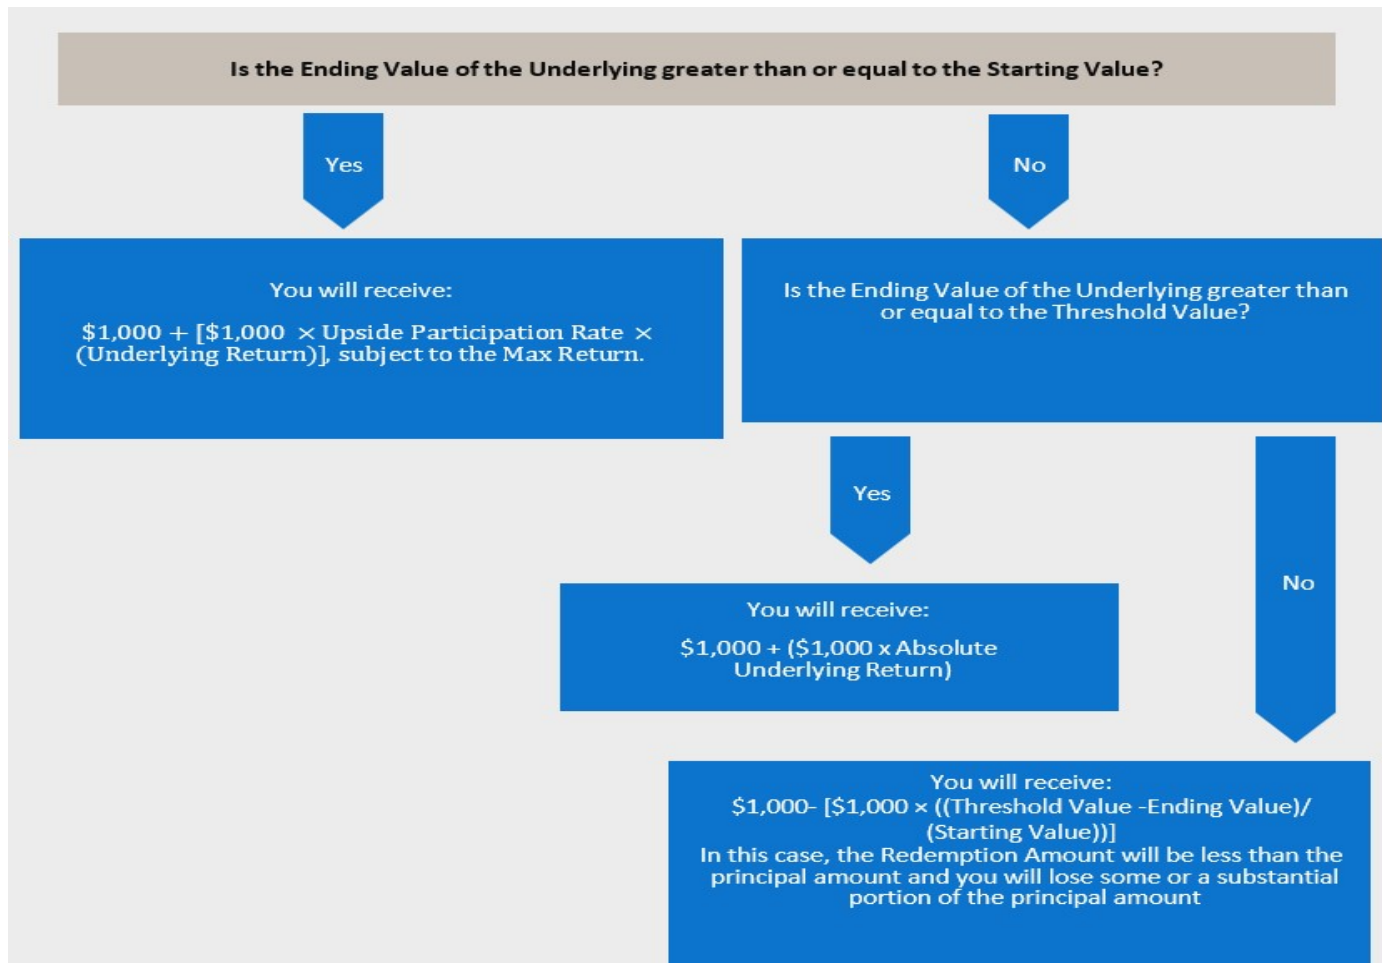 Is the Ending Value of the Underlying greater than or equal to the Starting Value?
Yes
No
You will receive:
$1,000 + [$1,000 × Upside Participation Rate ×
(Underlying Return)], subject to the Max Return.
Is the Ending Value of the Underlying greater than
or equal to the Threshold Value?
Yes
No
You will receive:
$1,000 + ($1,000 x Absolute
Underlying Return)
You will receive:
$1,000- [$1,000 × ((Threshold Value -Ending Value)/
(Starting Value))]
In this case, the Redemption Amount will be less than the
principal amount and you will lose some or a substantial
portion of the principal amount